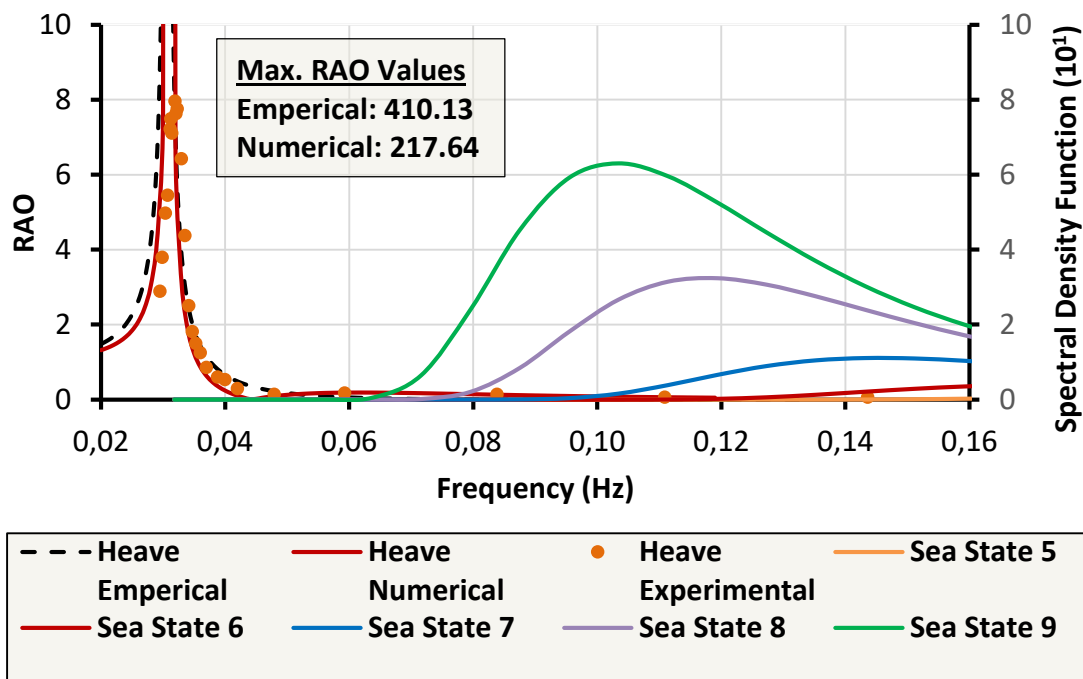 10
8
6
4
2
0
RAO
Max. RAO Values
Emperical: 410.13
Numerical: 217.64
10
8
6
4
2
0
Spectral Density Function (10¹)
0,02
0,04
0,06
0,08
0,10
0,12
0,14
0,16
Frequency (Hz)
Heave
Emperical
Heave
Numerical
Heave
Experimental
Sea State 5
Sea State 6
Sea State 7
Sea State 8
Sea State 9